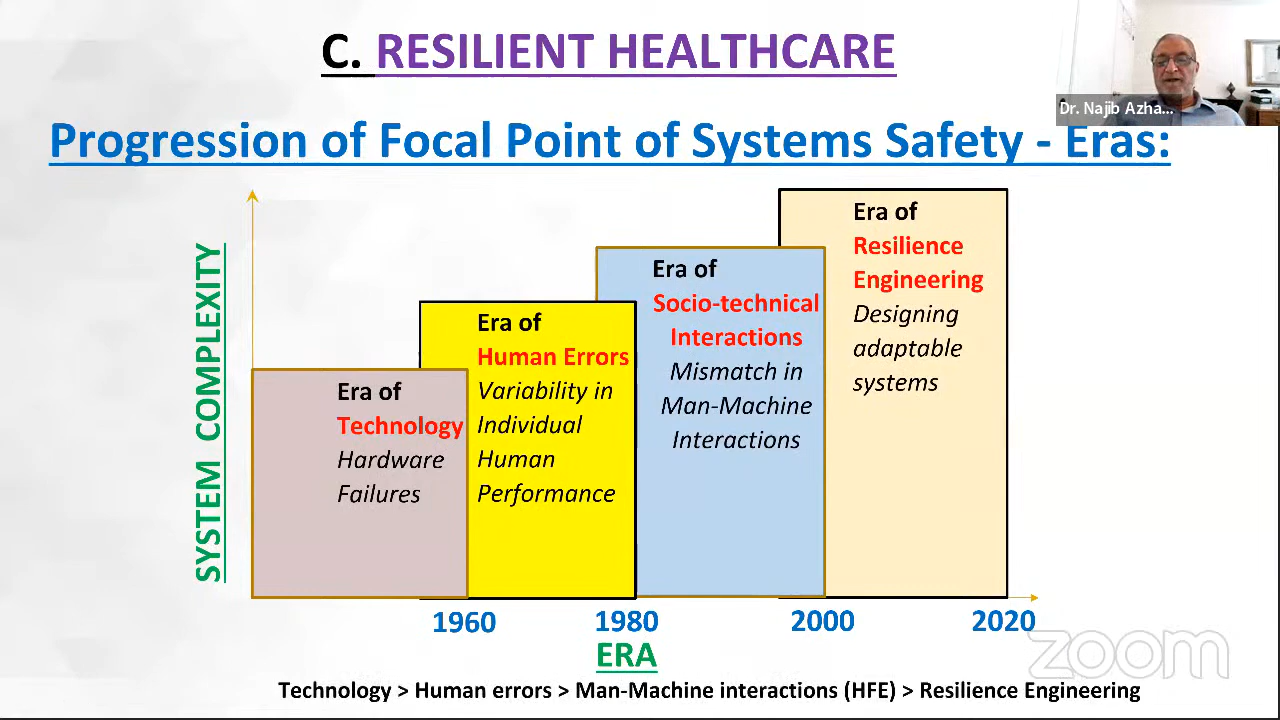 C. RESILIENT HEALTHCARE
Dr. Najib Azha...
Progression of Focal Point of Systems Safety - Eras:
SYSTEM COMPLEXITY
Era of
Technology
Hardware
Failures
Era of
Human Errors
Variability in
Individual
Human
Performance
Era of
Socio-technical
Interactions
Mismatch in
Man-Machine
Interactions
Era of
Resilience
Engineering
Designing
adaptable
systems
1960
1980
2000
2020
ERA
zoom
Technology > Human errors > Man-Machine interactions (HFE) > Resilience Engineering